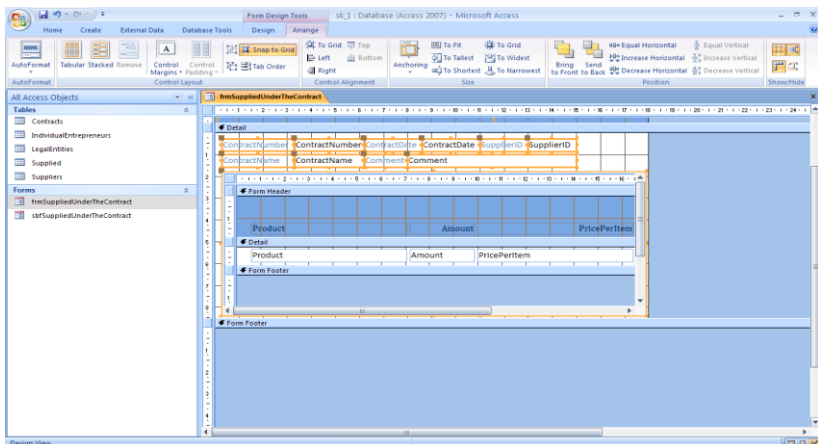 Form Design Tools
sk_1 : Database (Access 2007) - Microsoft Access
Home Create External Data Database Tools Design Arrange
AutoFormat
AutoFormat
Tabular Stacked Remove Control Margins Control Padding
Control Layout
Snap to Grid
Tab Order
To Grid Top
Left Bottom
Right
Control Alignment
Anchoring
To Fit To Grid
To Tallest To Widest
To Shortest To Narrowest
Size
Bring to Front Send to Back
Equal Horizontal Equal Vertical
Increase Horizontal Increase Vertical
Decrease Horizontal Decrease Vertical
Position
Show/Hide
All Access Objects
Tables
Contracts
IndividualEntrepreneurs
LegalEntities
Supplied
Suppliers
Forms
frmSuppliedUnderTheContract
sbfSuppliedUnderTheContract
frmSuppliedUnderTheContract
Detail
ContractNumber ContractNumber ContractDate ContractDate SupplierID SupplierID
ContractName ContractName Comment Comment
Form Header
Product Amount PricePerItem
Detail
Product Amount PricePerItem
Form Footer
Form Footer
Design View